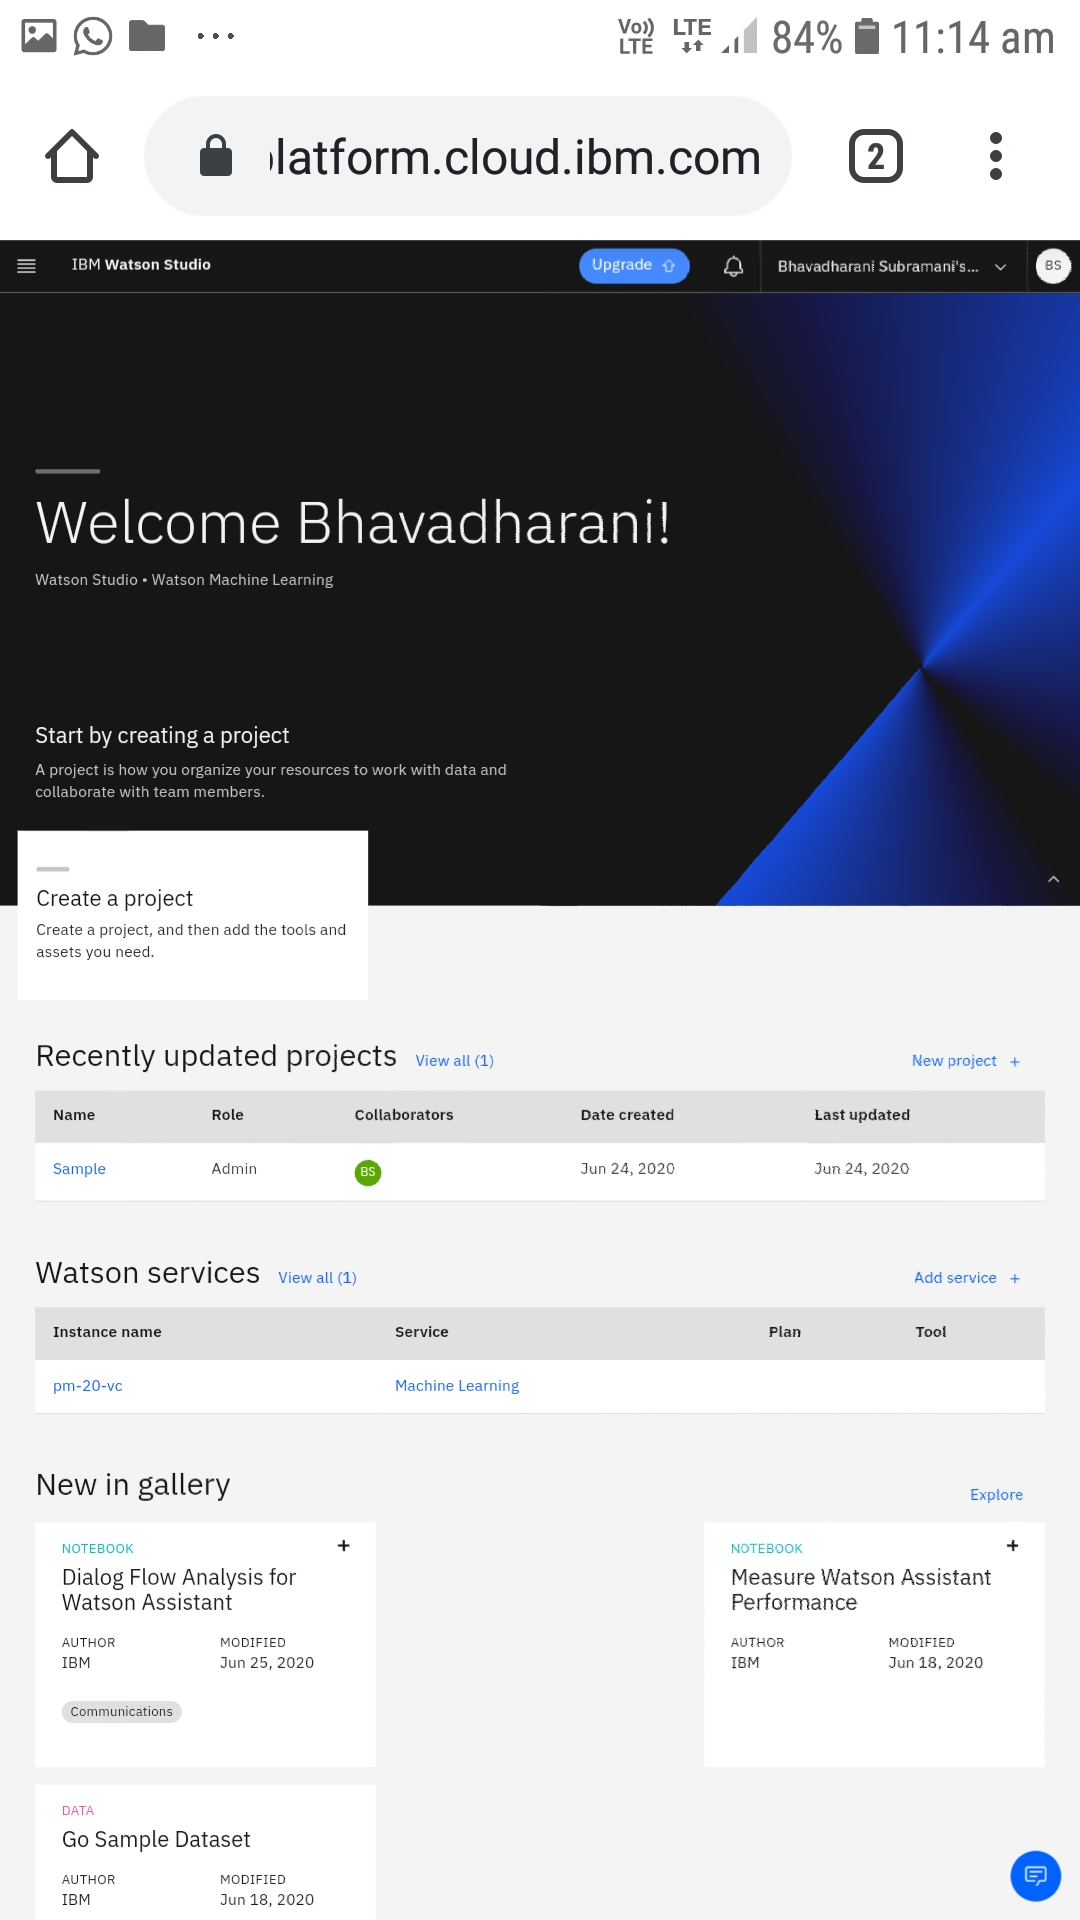 Vo)) LTE LTE 84% 11:14 am
latform.cloud.ibm.com 2
IBM Watson Studio Upgrade Bhavadharani Subramani's... BS
Welcome Bhavadharani!
Watson Studio • Watson Machine Learning
Start by creating a project
A project is how you organize your resources to work with data and
collaborate with team members.
Create a project
Create a project, and then add the tools and
assets you need.
Recently updated projects View all (1) New project +
Name Role Collaborators Date created Last updated
Sample Admin BS Jun 24, 2020 Jun 24, 2020
Watson services View all (1) Add service +
Instance name Service Plan Tool
pm-20-vc Machine Learning
New in gallery Explore
NOTEBOOK +
Dialog Flow Analysis for
Watson Assistant
AUTHOR MODIFIED
IBM Jun 25, 2020
Communications
NOTEBOOK +
Measure Watson Assistant
Performance
AUTHOR MODIFIED
IBM Jun 18, 2020
DATA
Go Sample Dataset
AUTHOR MODIFIED
IBM Jun 18, 2020